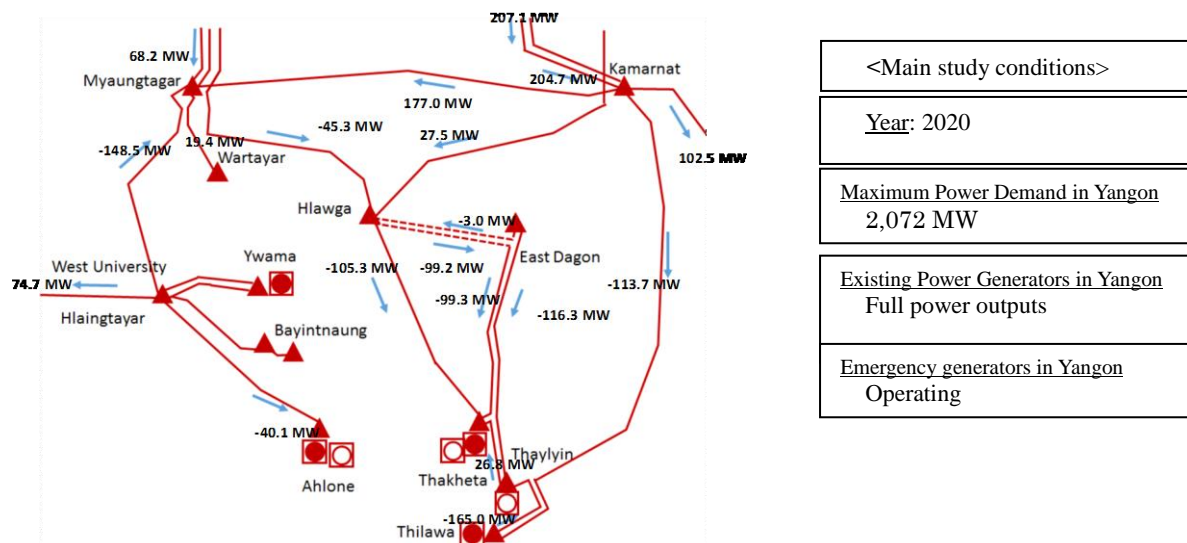 207.1 MW
68.2 MW
Myaungtagar
204.7 MW
Kamarnat
177.0 MW
-45.3 MW
27.5 MW
19.4 MW
-148.5 MW
Wartayar
102.5 MW
Hlawga
-3.0 MW
East Dagon
West University
Ywama
-105.3 MW
-99.2 MW
74.7 MW
-99.3 MW
-113.7 MW
Hlaingtayar
-116.3 MW
Bayintnaung
-40.1 MW
Thaylyin
26.8 MW
Thakheta
Ahlone
-165.0 MW
Thilawa
<Main study conditions>
Year: 2020
Maximum Power Demand in Yangon
2,072 MW
Existing Power Generators in Yangon
Full power outputs
Emergency generators in Yangon
Operating